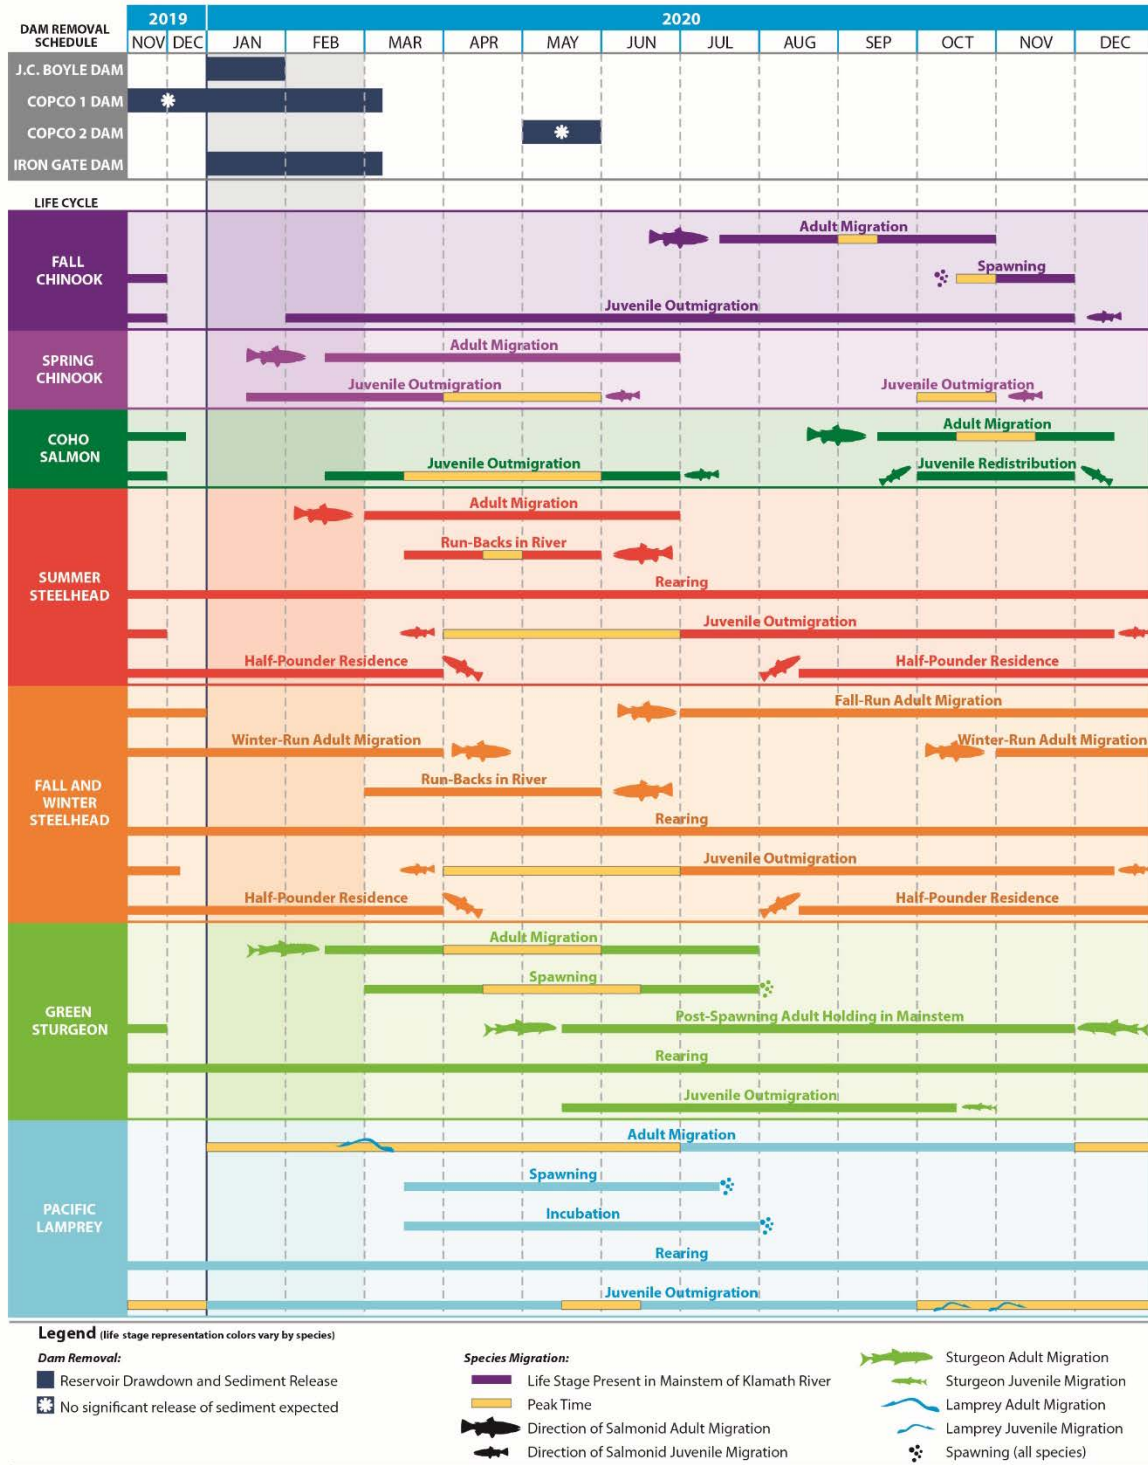 DAM REMOVAL
SCHEDULE
2019
2020
NOV DEC JAN FEB MAR APR MAY JUN JUL AUG SEP OCT NOV DEC
J.C. BOYLE DAM
COPCO 1 DAM
COPCO 2 DAM
IRON GATE DAM
LIFE CYCLE
FALL
CHINOOK
Adult Migration
Spawning
Juvenile Outmigration
SPRING
CHINOOK
Adult Migration
Juvenile Outmigration
Juvenile Outmigration
COHO
SALMON
Adult Migration
Juvenile Outmigration
Juvenile Redistribution
SUMMER
STEELHEAD
Adult Migration
Run-Backs in River
Rearing
Juvenile Outmigration
Half-Pounder Residence
Half-Pounder Residence
FALL AND
WINTER
STEELHEAD
Fall-Run Adult Migration
Winter-Run Adult Migration
Winter-Run Adult Migration
Run-Backs in River
Rearing
Juvenile Outmigration
Half-Pounder Residence
Half-Pounder Residence
GREEN
STURGEON
Adult Migration
Spawning
Post-Spawning Adult Holding in Mainstem
Rearing
Juvenile Outmigration
PACIFIC
LAMPREY
Adult Migration
Spawning
Incubation
Rearing
Juvenile Outmigration
Legend (life stage representation colors vary by species)
Dam Removal:
Reservoir Drawdown and Sediment Release
No significant release of sediment expected
Species Migration:
Life Stage Present in Mainstem of Klamath River
Peak Time
Direction of Salmonid Adult Migration
Direction of Salmonid Juvenile Migration
Sturgeon Adult Migration
Sturgeon Juvenile Migration
Lamprey Adult Migration
Lamprey Juvenile Migration
Spawning (all species)